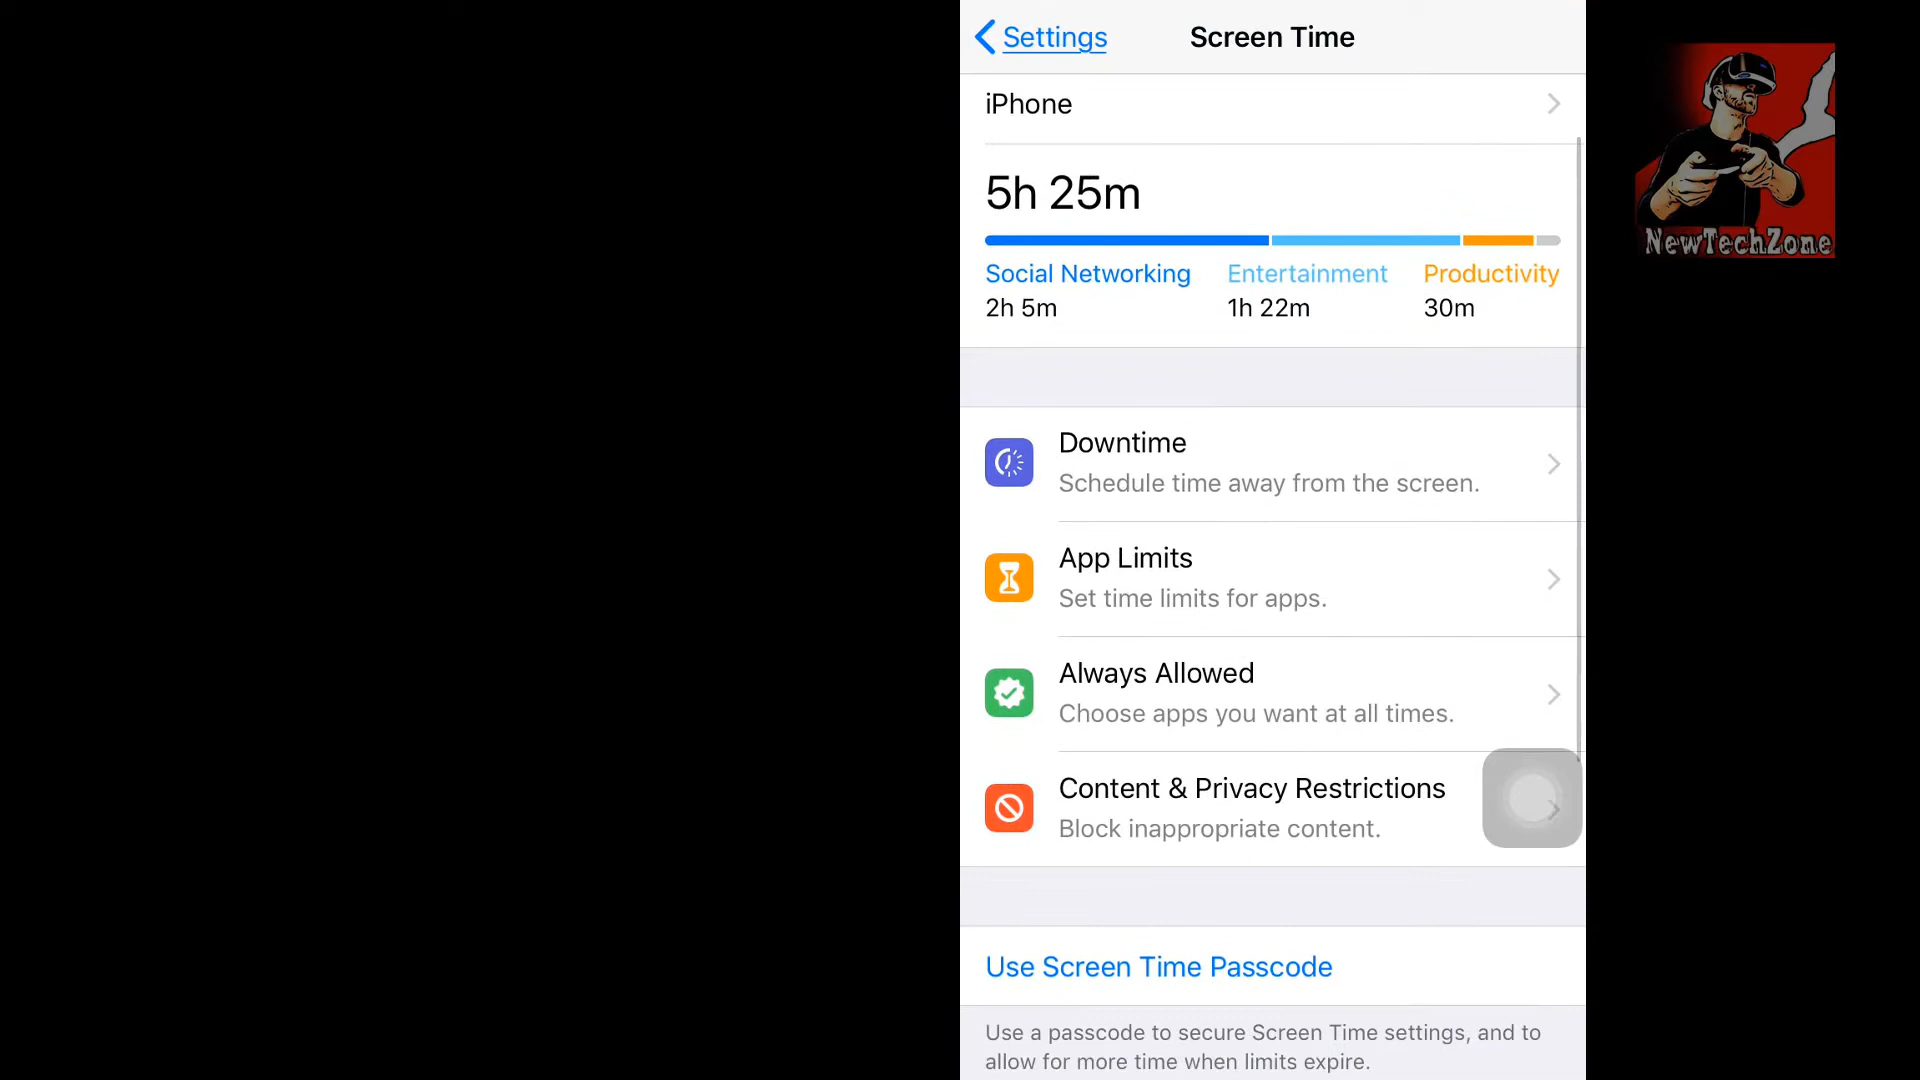 Settings
Screen Time
NewTechZone
iPhone
5h 25m
Social Networking
Entertainment
Productivity
2h 5m
1h 22m
30m
Downtime
Schedule time away from the screen.
App Limits
Set time limits for apps.
Always Allowed
Choose apps you want at all times.
Content & Privacy Restrictions
Block inappropriate content.
Use Screen Time Passcode
Use a passcode to secure Screen Time settings, and to
allow for more time when limits expire.